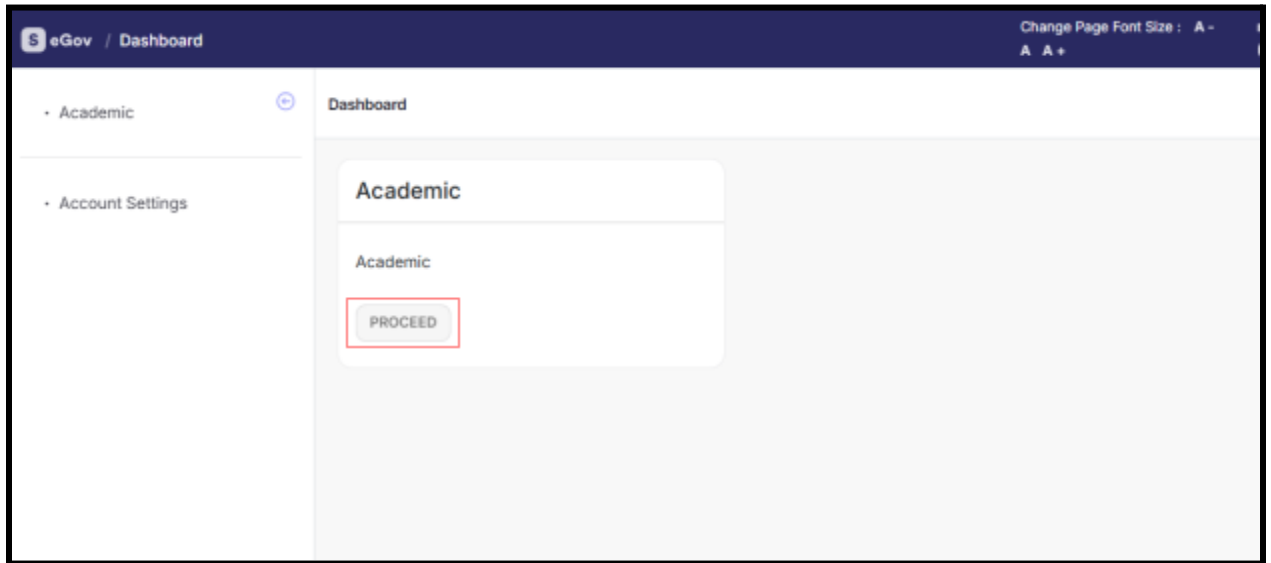 S eGov / Dashboard
Change Page Font Size : A -
A A +
Academic
Account Settings
Dashboard
Academic
Academic
PROCEED